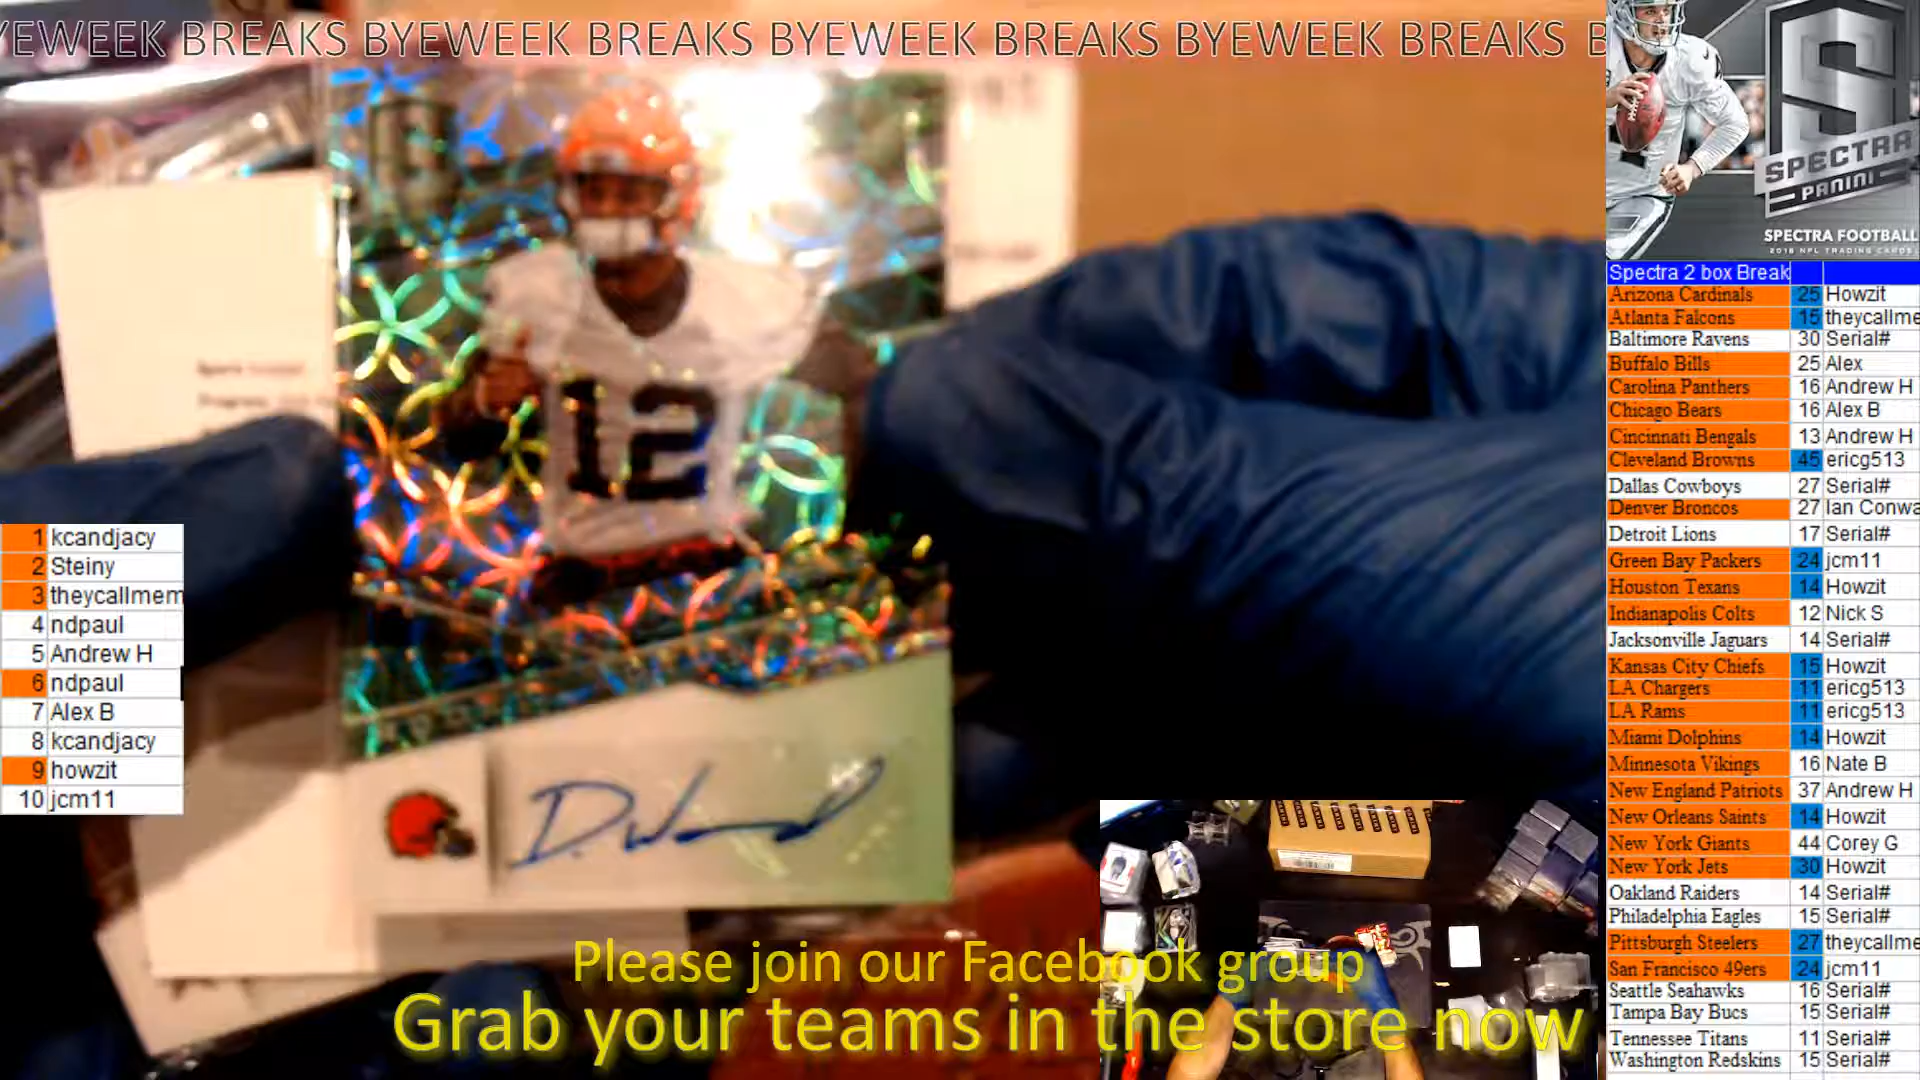 YEWEEK BREAKS BYEWEEK BREAKS BYEWEEK BREAKS BYEWEEK BREAKS B
SPECTRA
PANINI
SPECTRA FOOTBALL
2018 NFL TRADING CARDS
Spectra 2 box Break
Arizona Cardinals 25 Howzit
Atlanta Falcons 15 theycallme
Baltimore Ravens 30 Serial#
Buffalo Bills 25 Alex
Carolina Panthers 16 Andrew H
Chicago Bears 16 Alex B
Cincinnati Bengals 13 Andrew H
Cleveland Browns 45 ericg513
Dallas Cowboys 27 Serial#
Denver Broncos 27 Ian Conwa
Detroit Lions 17 Serial#
Green Bay Packers 24 jcm11
Houston Texans 14 Howzit
Indianapolis Colts 12 Nick S
Jacksonville Jaguars 14 Serial#
Kansas City Chiefs 15 Howzit
LA Chargers 11 ericg513
LA Rams 11 ericg513
Miami Dolphins 14 Howzit
Minnesota Vikings 16 Nate B
New England Patriots 37 Andrew H
New Orleans Saints 14 Howzit
New York Giants 44 Corey G
New York Jets 30 Howzit
Oakland Raiders 14 Serial#
Philadelphia Eagles 15 Serial#
Pittsburgh Steelers 27 theycallme
San Francisco 49ers 24 jcm11
Seattle Seahawks 16 Serial#
Tampa Bay Bucs 15 Serial#
Tennessee Titans 11 Serial#
Washington Redskins 15 Serial#
1 kcandjacy
2 Steiny
3 theycallmem
4 ndpaul
5 Andrew H
6 ndpaul
7 Alex B
8 kcandjacy
9 howzit
10 jcm11
12
D. Ward
Please join our Facebook group
Grab your teams in the store now